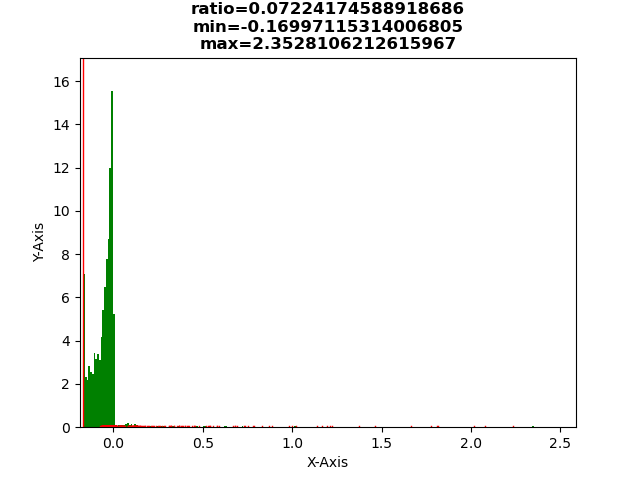 ratio=0.07224174588918686
min=-0.16997115314006805
max=2.3528106212615967
16
14
12
10
8
6
4
2
0
Y-Axis
0.0 0.5 1.0 1.5 2.0 2.5
X-Axis